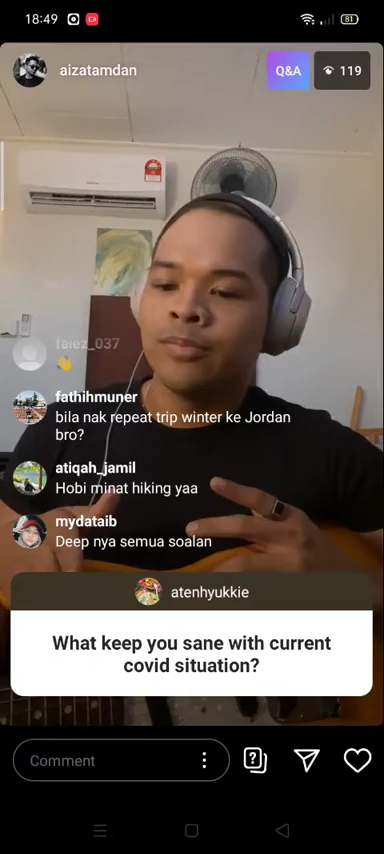 18:49
81
aizatamdan
Q&A
119
faiez_037
👋
fathihmuner
bila nak repeat trip winter ke Jordan
bro?
atiqah_jamil
Hobi minat hiking yaa
mydataib
Deep nya semua soalan
atenhyukkie
What keep you sane with current
covid situation?
Comment